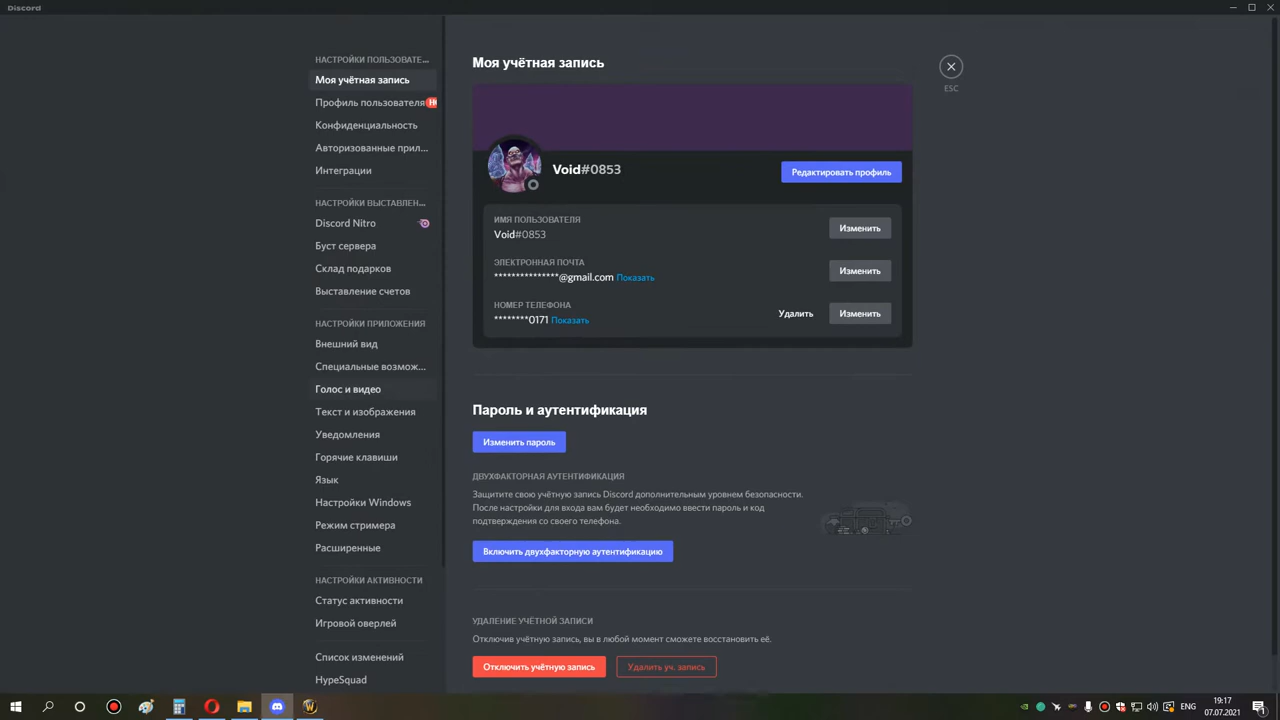 Discord
НАСТРОЙКИ ПОЛЬЗОВАТЕ...
Моя учётная запись
Профиль пользователя
Конфиденциальность
Авторизованные прил...
Интеграции
НАСТРОЙКИ ВЫСТАВЛЕН...
Discord Nitro
Буст сервера
Склад подарков
Выставление счетов
НАСТРОЙКИ ПРИЛОЖЕНИЯ
Внешний вид
Специальные возмож...
Голос и видео
Текст и изображения
Уведомления
Горячие клавиши
Язык
Настройки Windows
Режим стримера
Расширенные
НАСТРОЙКИ АКТИВНОСТИ
Статус активности
Игровой оверлей
Список изменений
HypeSquad
Моя учётная запись
ESC
Void#0853
Редактировать профиль
ИМЯ ПОЛЬЗОВАТЕЛЯ
Void#0853
Изменить
ЭЛЕКТРОННАЯ ПОЧТА
***************@gmail.com Показать
Изменить
НОМЕР ТЕЛЕФОНА
********0171 Показать
Удалить
Изменить
Пароль и аутентификация
Изменить пароль
ДВУХФАКТОРНАЯ АУТЕНТИФИКАЦИЯ
Защитите свою учётную запись Discord дополнительным уровнем безопасности.
После настройки для входа вам будет необходимо ввести пароль и код
подтверждения со своего телефона.
Включить двухфакторную аутентификацию
УДАЛЕНИЕ УЧЁТНОЙ ЗАПИСИ
Отключив учётную запись, вы в любой момент сможете восстановить её.
Отключить учётную запись
Удалить уч. запись
ENG
19:17
07.07.2021